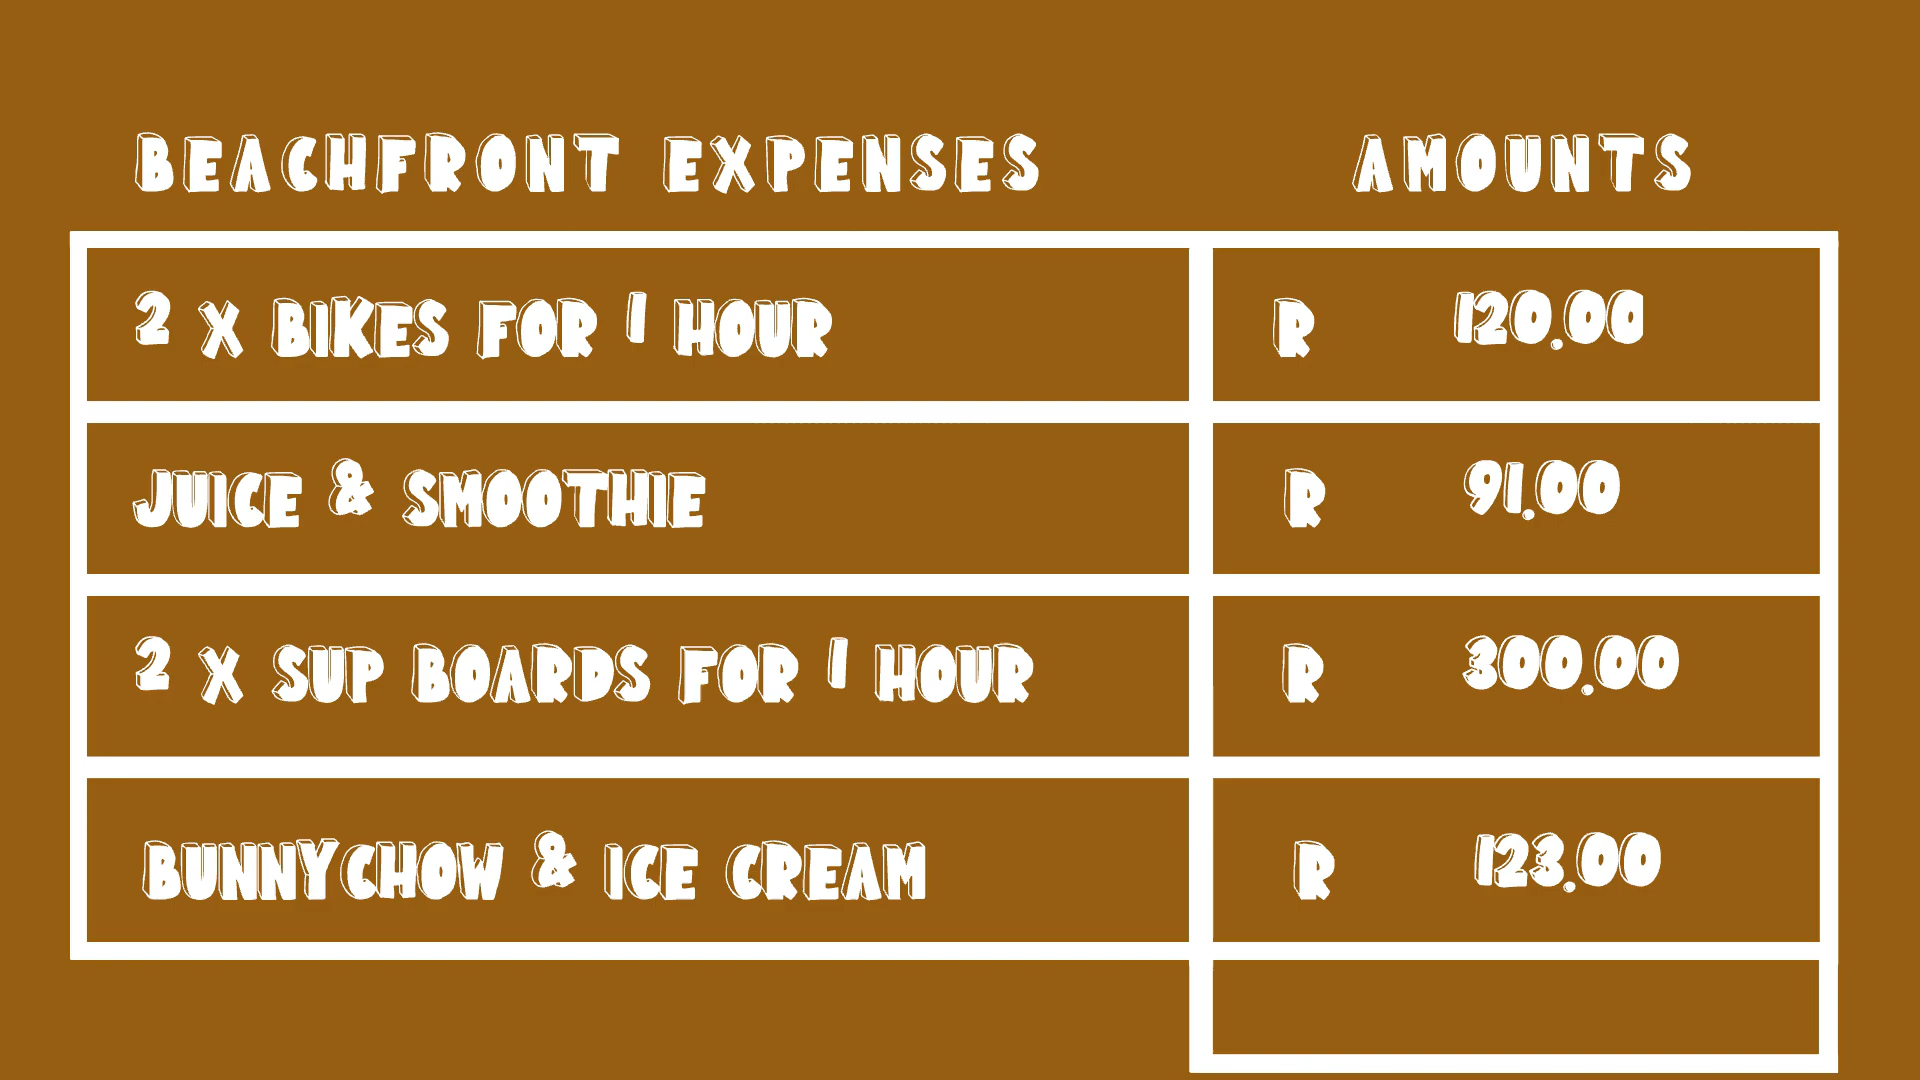 BEACHFRONT EXPENSES AMOUNTS
2 X BIKES FOR 1 HOUR R 120.00
JUICE & SMOOTHIE R 91.00
2 X SUP BOARDS FOR 1 HOUR R 300.00
BUNNYCHOW & ICE CREAM R 123.00